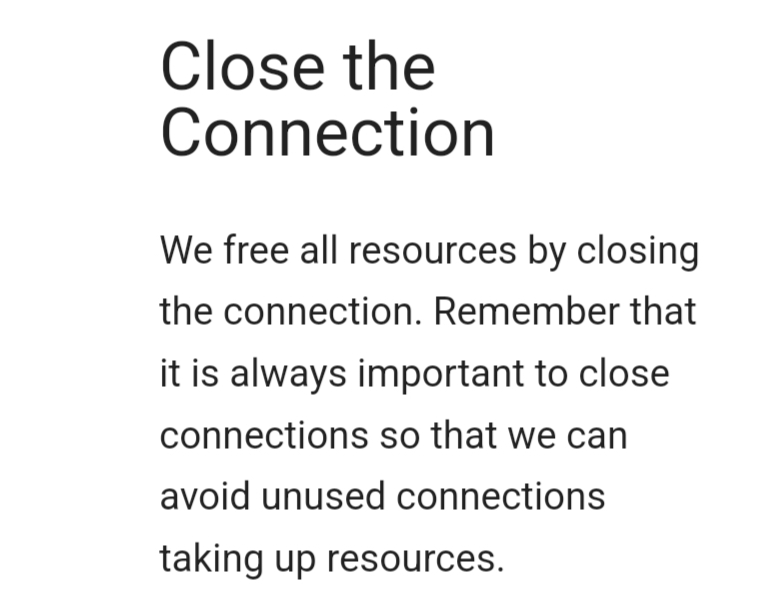 Close the
Connection
We free all resources by closing
the connection. Remember that
it is always important to close
connections so that we can
avoid unused connections
taking up resources.